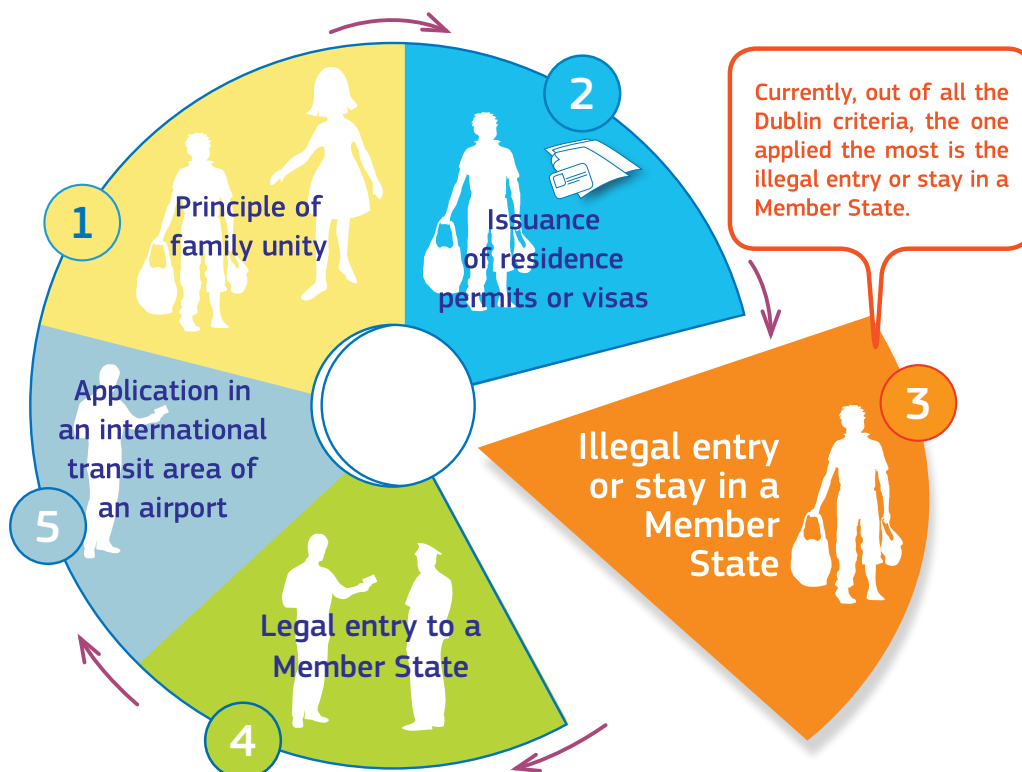 1
Principle of
family unity
2
Issuance
of residence
permits or visas
Currently, out of all the
Dublin criteria, the one
applied the most is the
illegal entry or stay in a
Member State.
3
Illegal entry
or stay in a
Member
State
4
Legal entry to a
Member State
5
Application in
an international
transit area of
an airport